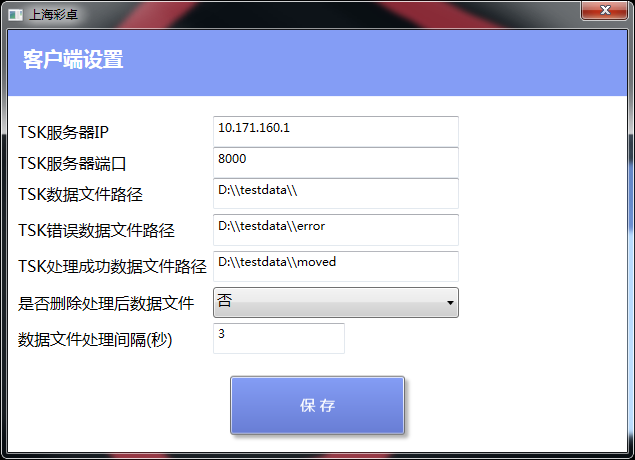 上海彩卓
客户端设置
TSK服务器IP 10.171.160.1
TSK服务器端口 8000
TSK数据文件路径 D:\\testdata\\
TSK错误数据文件路径 D:\\testdata\\error
TSK处理成功数据文件路径 D:\\testdata\\moved
是否删除处理后数据文件 否
数据文件处理间隔(秒) 3
保 存